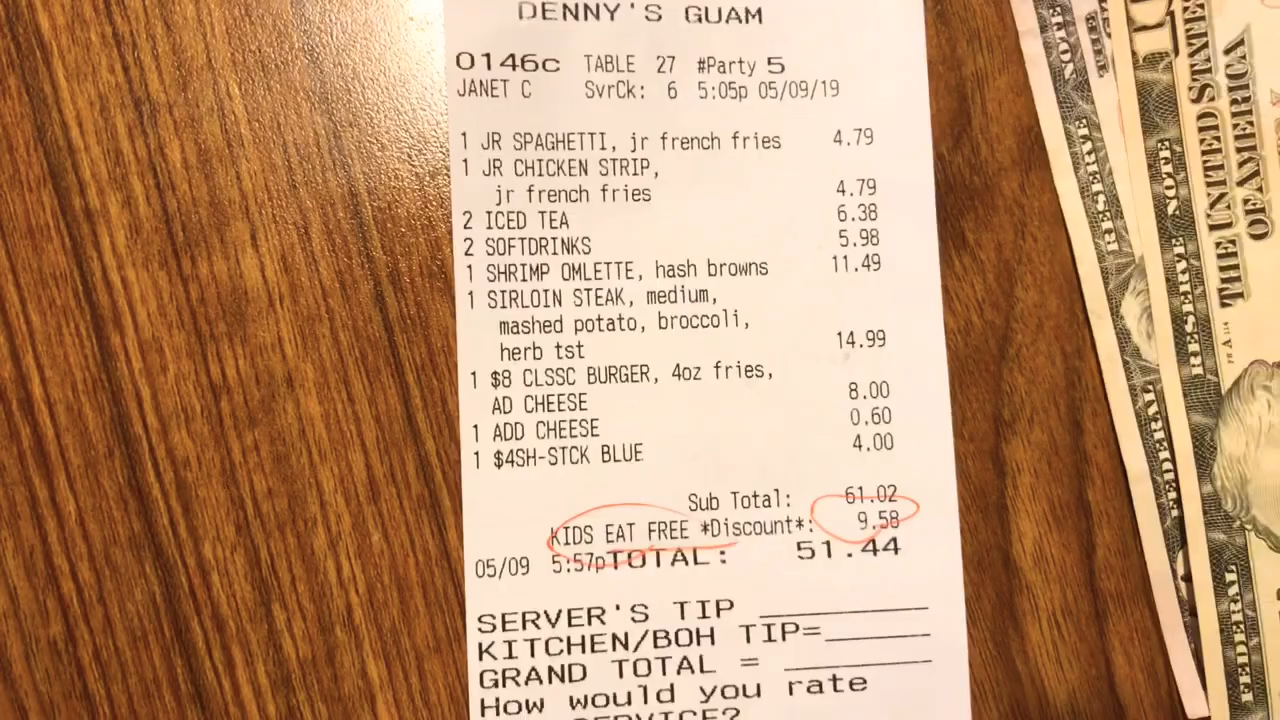 DENNY'S GUAM
0146c TABLE 27 #Party 5
JANET C SvrCk: 6 5:05p 05/09/19
1 JR SPAGHETTI, jr french fries 4.79
1 JR CHICKEN STRIP,
jr french fries 4.79
2 ICED TEA 6.38
2 SOFTDRINKS 5.98
1 SHRIMP OMLETTE, hash browns 11.49
1 SIRLOIN STEAK, medium,
mashed potato, broccoli,
herb tst 14.99
1 $8 CLSSC BURGER, 4oz fries,
AD CHEESE 8.00
1 ADD CHEESE 0.60
1 $4SH-STCK BLUE 4.00
Sub Total: 61.02
KIDS EAT FREE *Discount*: 9.58
05/09 5:57pTOTAL: 51.44
SERVER'S TIP
KITCHEN/BOH TIP=
GRAND TOTAL =
How would you rate
SERVICE?
RESERVE NOTE
FEDERAL
FEDERAL RESERVE NOTE
THE UNITED STATES
OF AMERICA